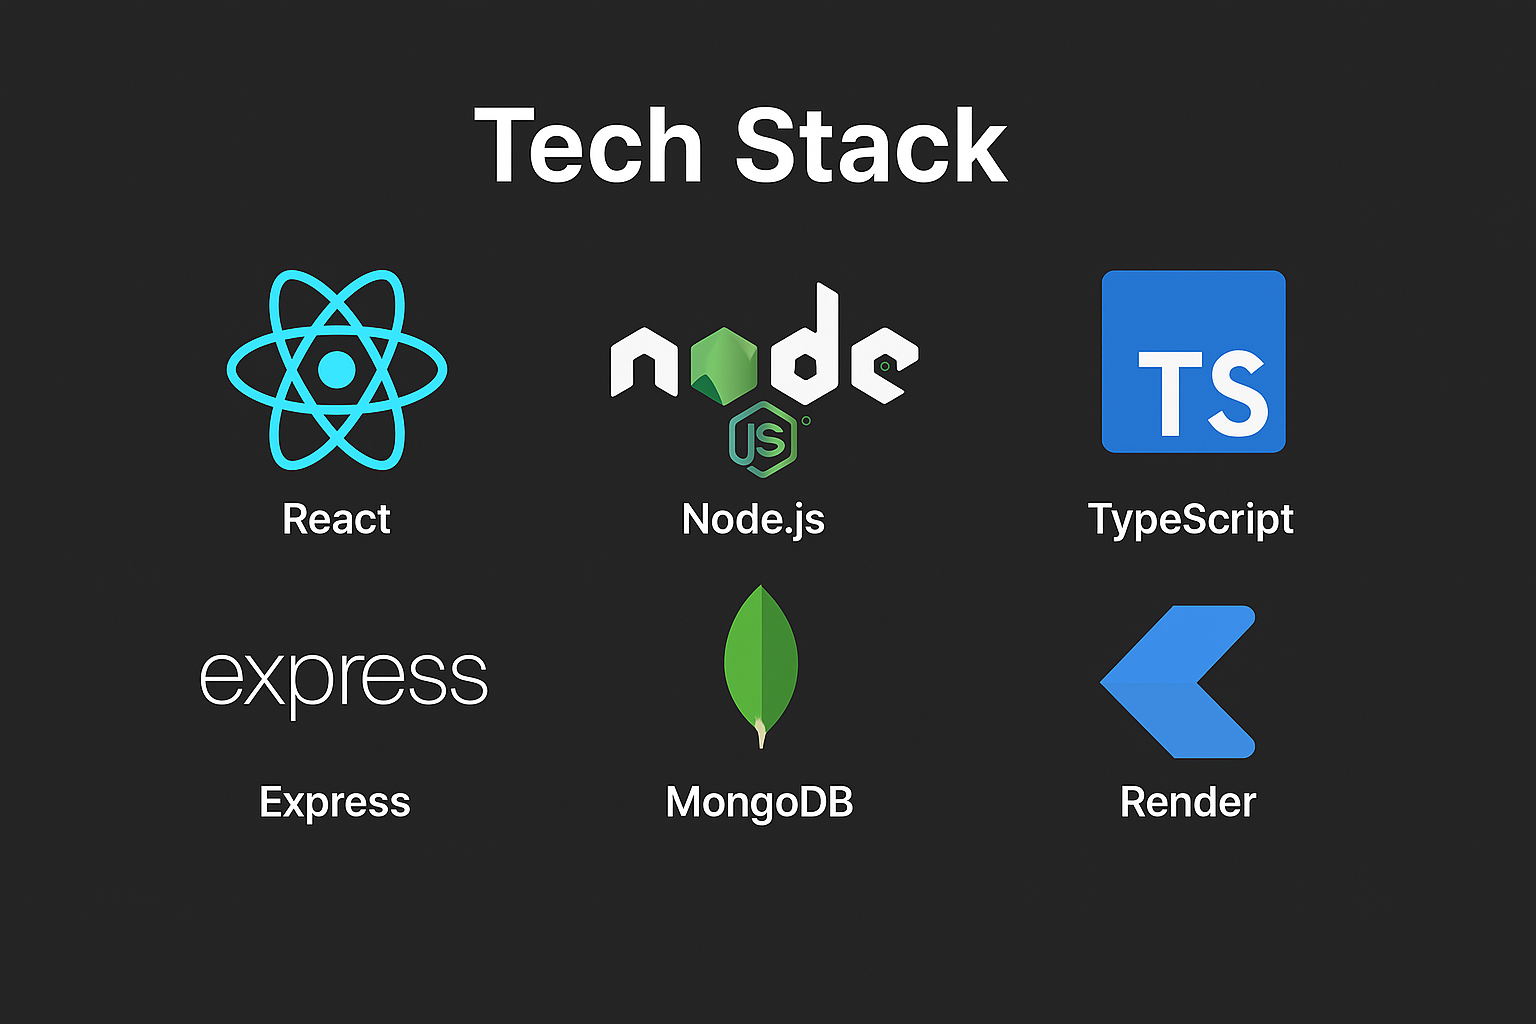 Tech Stack
node
JS
TS
React
Node.js
TypeScript
express
Express
MongoDB
Render